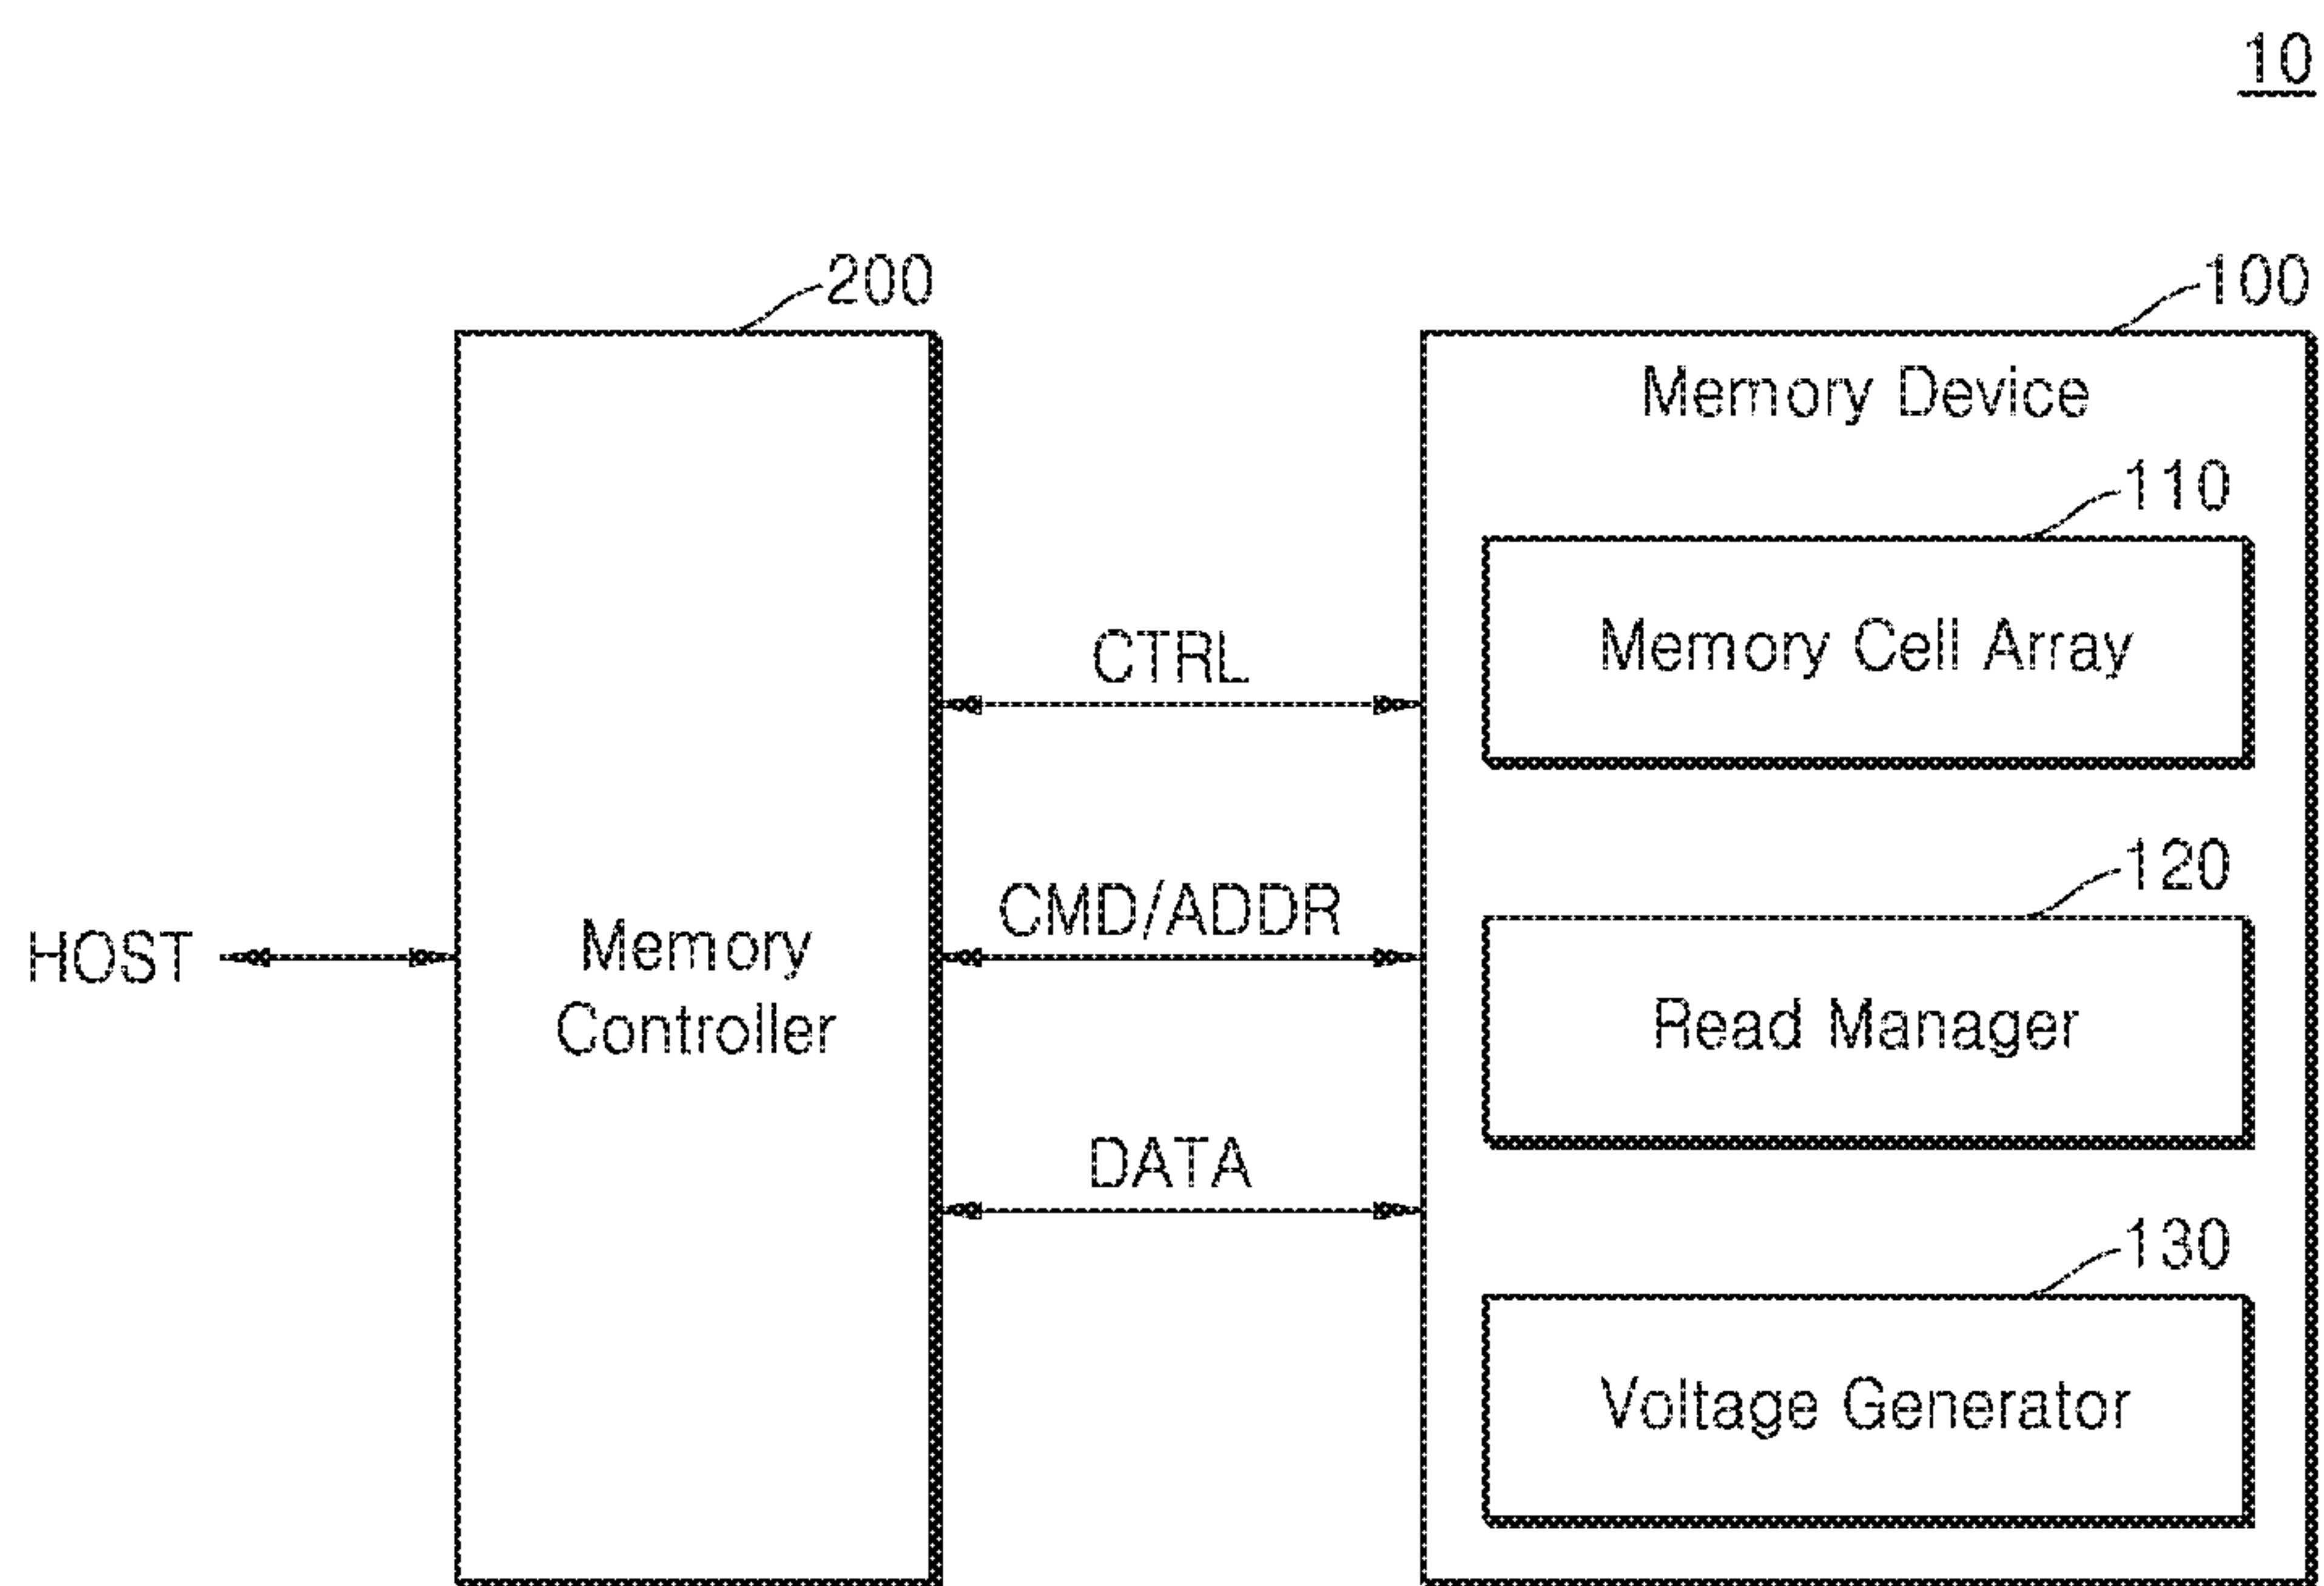 10
200
100
Memory Device
110
Memory Cell Array
CTRL
120
CMD/ADDR
HOST
Memory
Controller
Read Manager
DATA
130
Voltage Generator